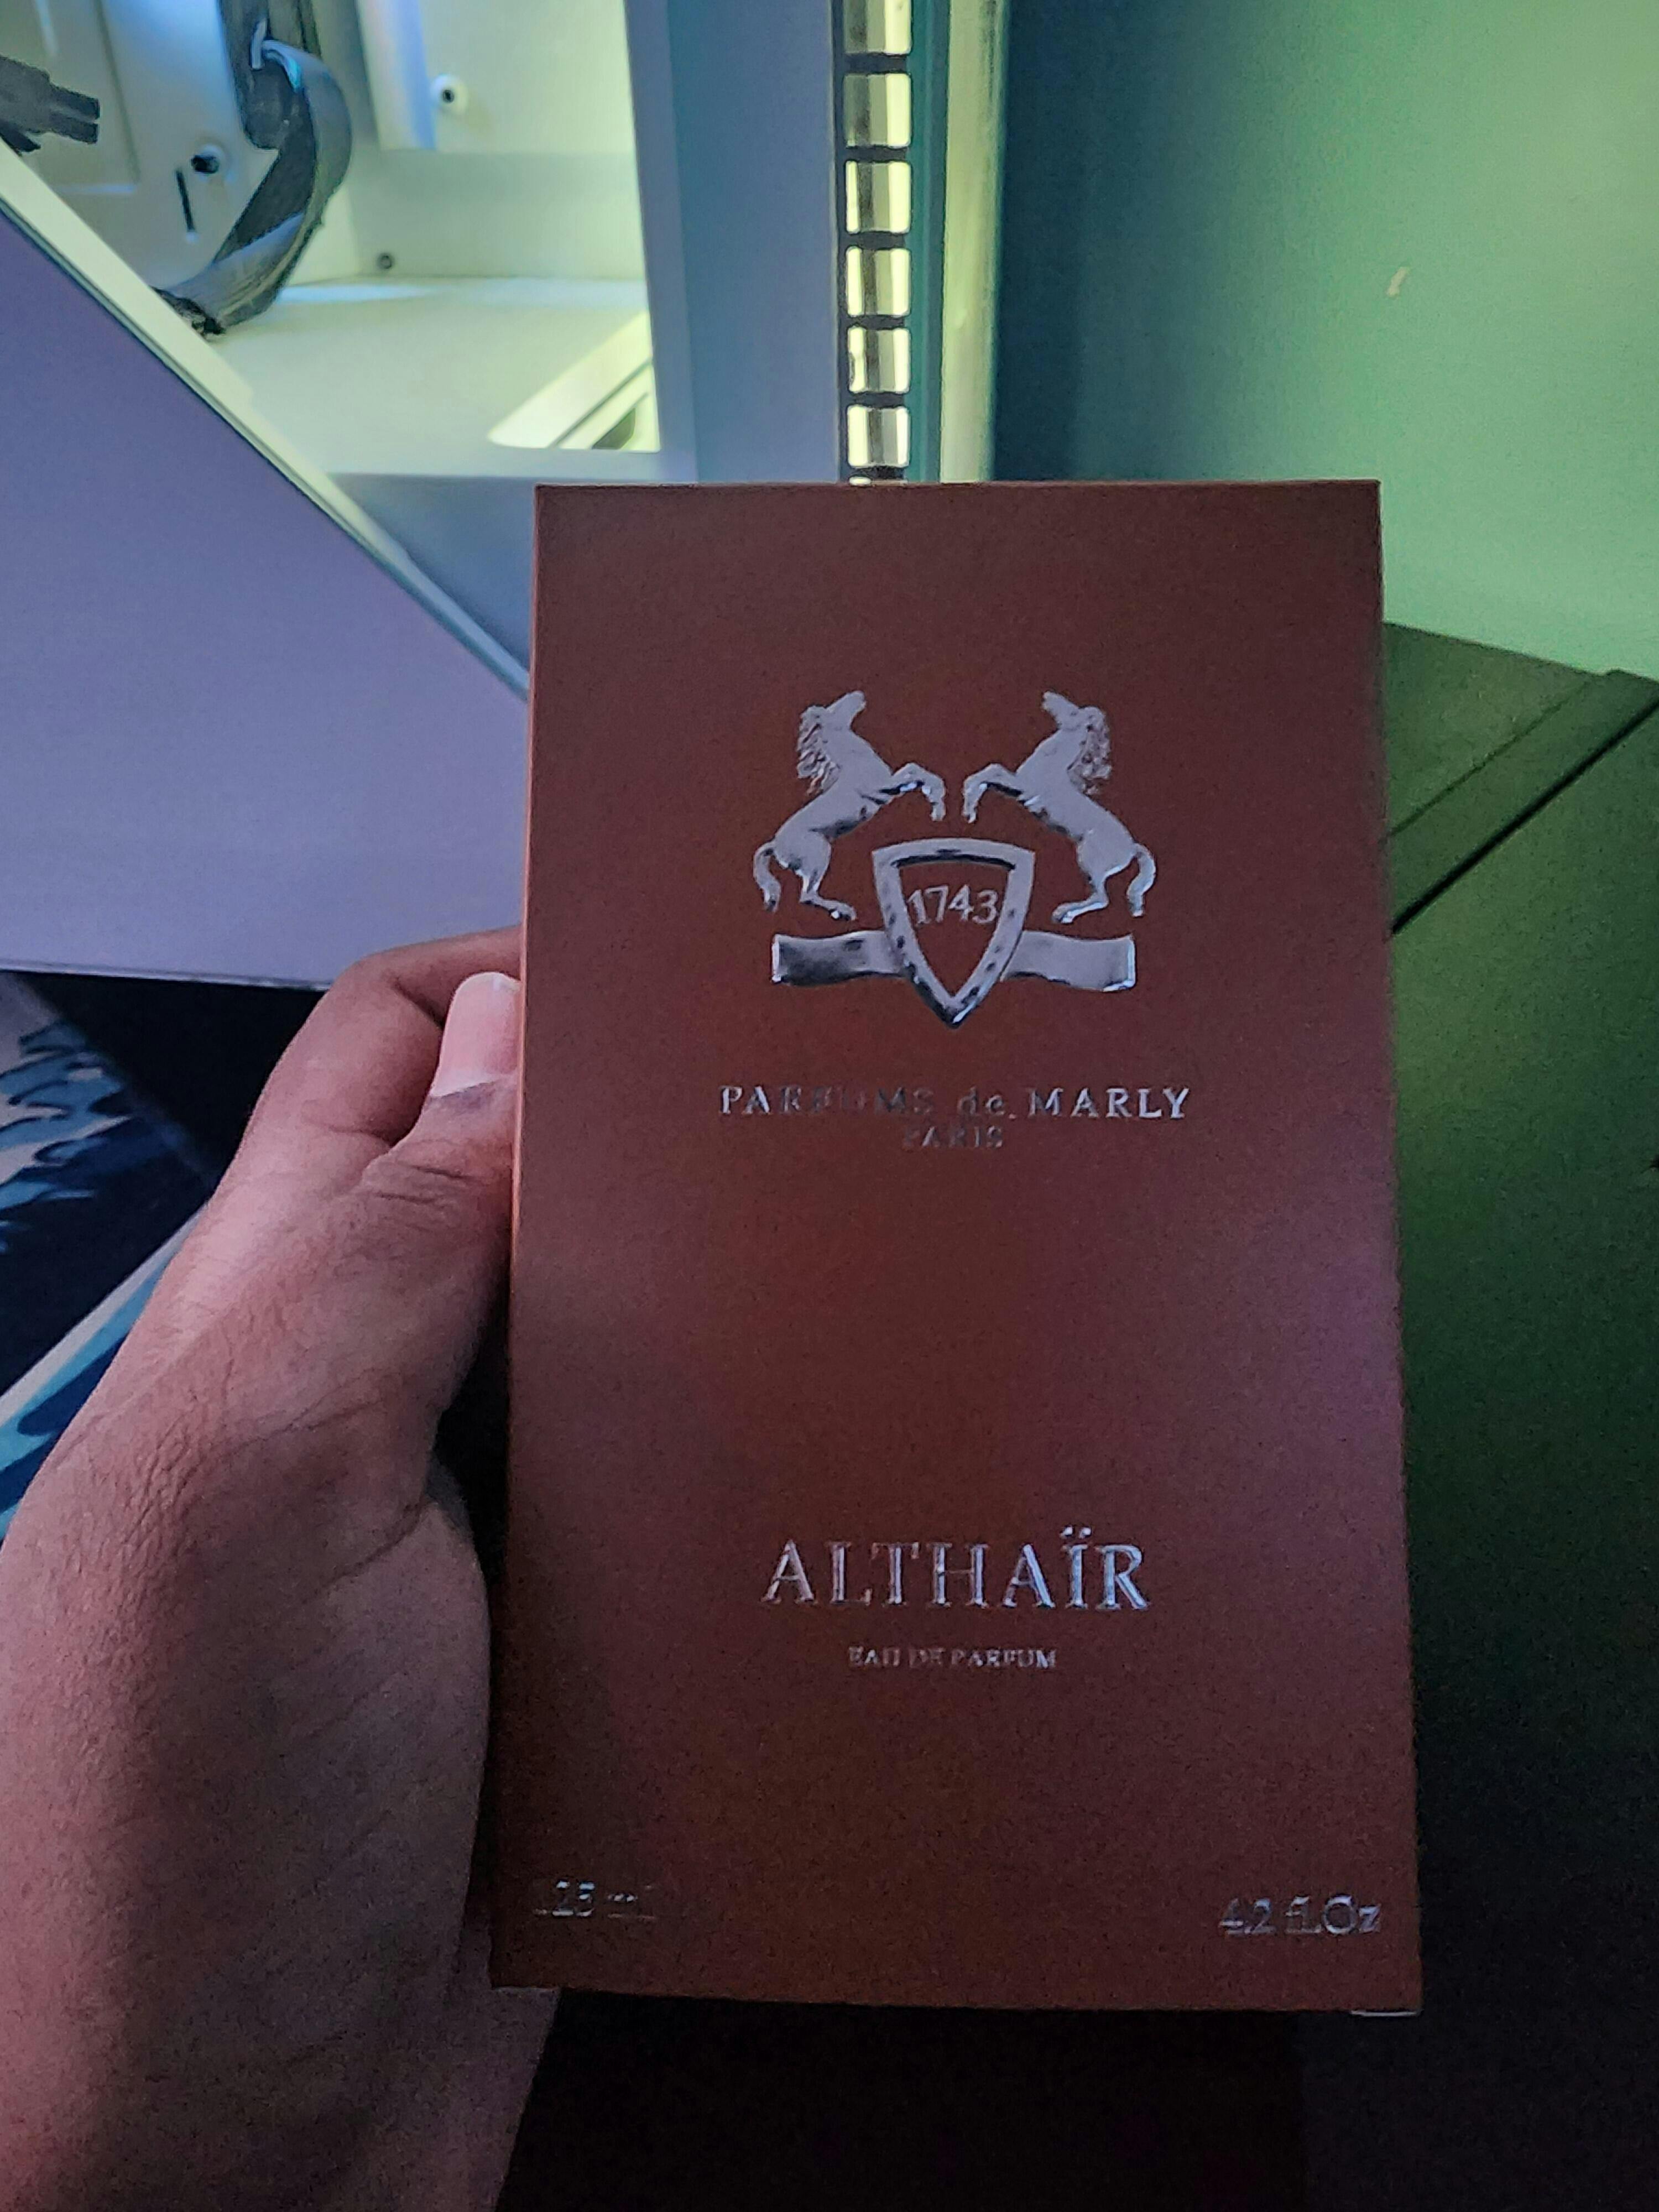 1743
PARFUMS de MARLY
PARIS
ALTHAÏR
EAU DE PARFUM
125 ml
4.2 fl.Oz